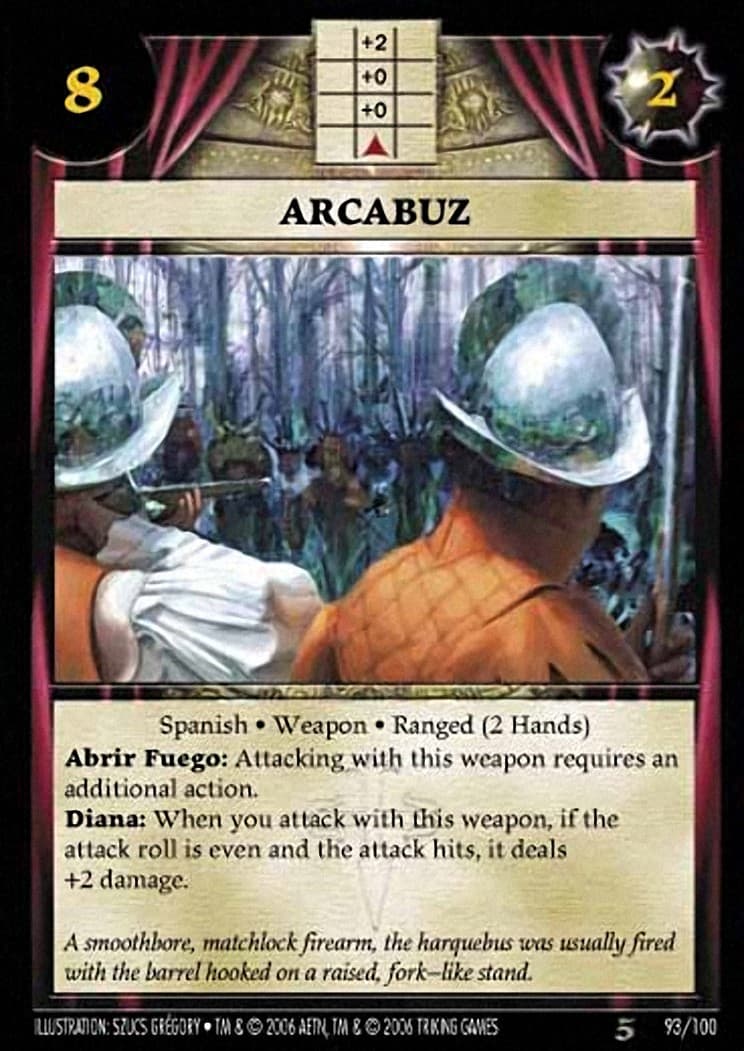 8
+2
+0
+0
2
ARCABUZ
Spanish • Weapon • Ranged (2 Hands)
Abrir Fuego: Attacking with this weapon requires an
additional action.
Diana: When you attack with this weapon, if the
attack roll is even and the attack hits, it deals
+2 damage.
A smoothbore, matchlock firearm, the harquebus was usually fired
with the barrel hooked on a raised, fork-like stand.
ILLUSTRATION: SZUCS GRÉGORY • TM & © 2006 AETN, TM & © 2006 TRIKING GAMES 5 93/100